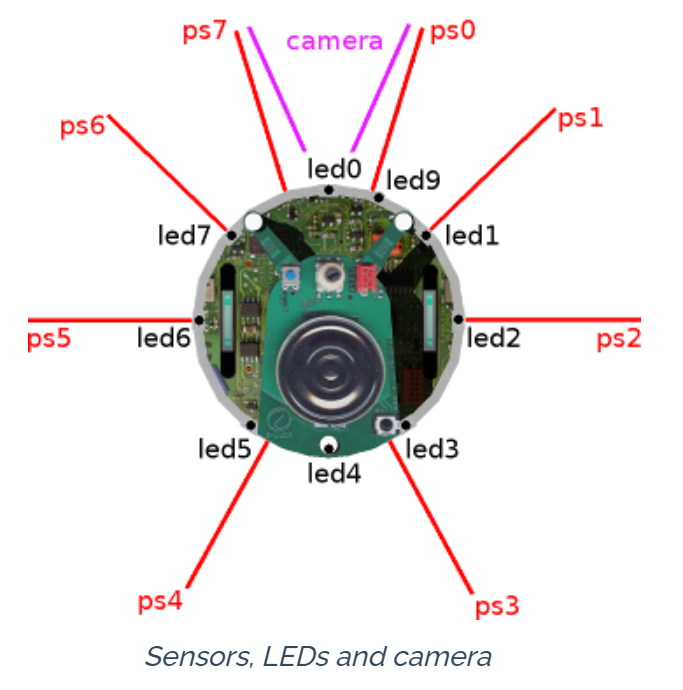 ps7
camera
ps0
ps6
ps1
led0
led9
led7
led1
ps5
led6
led2
ps2
led5
led3
led4
ps4
ps3
Sensors, LEDs and camera